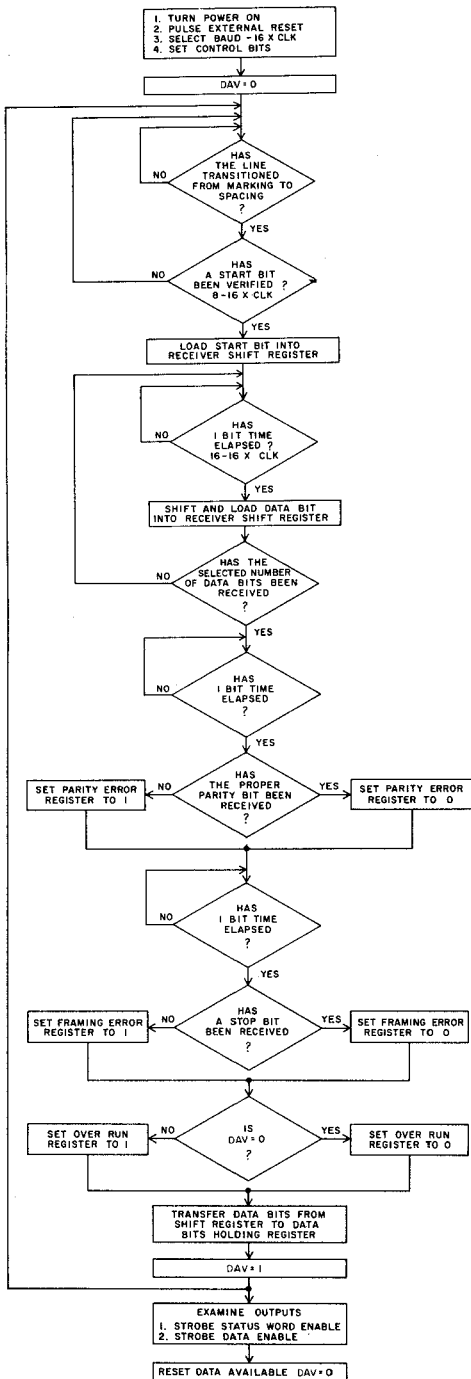 1. TURN POWER ON
2. PULSE EXTERNAL RESET
3. SELECT BAUD - 16 X CLK
4. SET CONTROL BITS
DAV = 0
HAS
THE LINE
TRANSITIONED
FROM MARKING TO
SPACING
?
NO
YES
HAS
A START BIT
BEEN VERIFIED ?
8-16 X CLK
NO
YES
LOAD START BIT INTO
RECEIVER SHIFT REGISTER
HAS
1 BIT TIME
ELAPSED ?
16-16 X CLK
NO
YES
SHIFT AND LOAD DATA BIT
INTO RECEIVER SHIFT REGISTER
HAS THE
SELECTED NUMBER
OF DATA BITS BEEN
RECEIVED
?
NO
YES
HAS
1 BIT TIME
ELAPSED
?
NO
YES
HAS
THE PROPER
PARITY BIT BEEN
RECEIVED
?
NO
YES
SET PARITY ERROR
REGISTER TO 1
SET PARITY ERROR
REGISTER TO 0
HAS
1 BIT TIME
ELAPSED
?
NO
YES
HAS
A STOP BIT
BEEN RECEIVED
?
NO
YES
SET FRAMING ERROR
REGISTER TO 1
SET FRAMING ERROR
REGISTER TO 0
IS
DAV = 0
?
NO
YES
SET OVER RUN
REGISTER TO 1
SET OVER RUN
REGISTER TO 0
TRANSFER DATA BITS FROM
SHIFT REGISTER TO DATA
BITS HOLDING REGISTER
DAV = 1
EXAMINE OUTPUTS
1. STROBE STATUS WORD ENABLE
2. STROBE DATA ENABLE
RESET DATA AVAILABLE DAV = 0